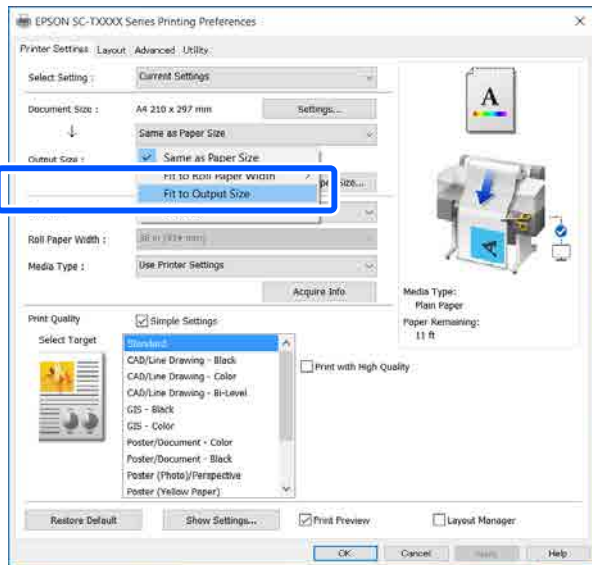 EPSON SC-TXXXX Series Printing Preferences
Printer Settings Layout Advanced Utility
Select Setting : Current Settings
Document Size : A4 210 x 297 mm Settings...
Same as Paper Size
Output Size :
Same as Paper Size
Fit to Roll Paper Width
Size...
Fit to Output Size
Roll Paper Width :
Media Type : Use Printer Settings
Acquire Info
A
Media Type:
Plain Paper
Paper Remaining:
11 ft
Print Quality Simple Settings
Select Target
Standard
CAD/Line Drawing - Black
CAD/Line Drawing - Color
CAD/Line Drawing - Bi-Level
GIS - Black
GIS - Color
Poster/Document - Color
Poster/Document - Black
Poster (Photo)/Perspective
Poster (Yellow Paper)
Print with High Quality
Restore Default Show Settings... Print Preview Layout Manager
OK Cancel Apply Help